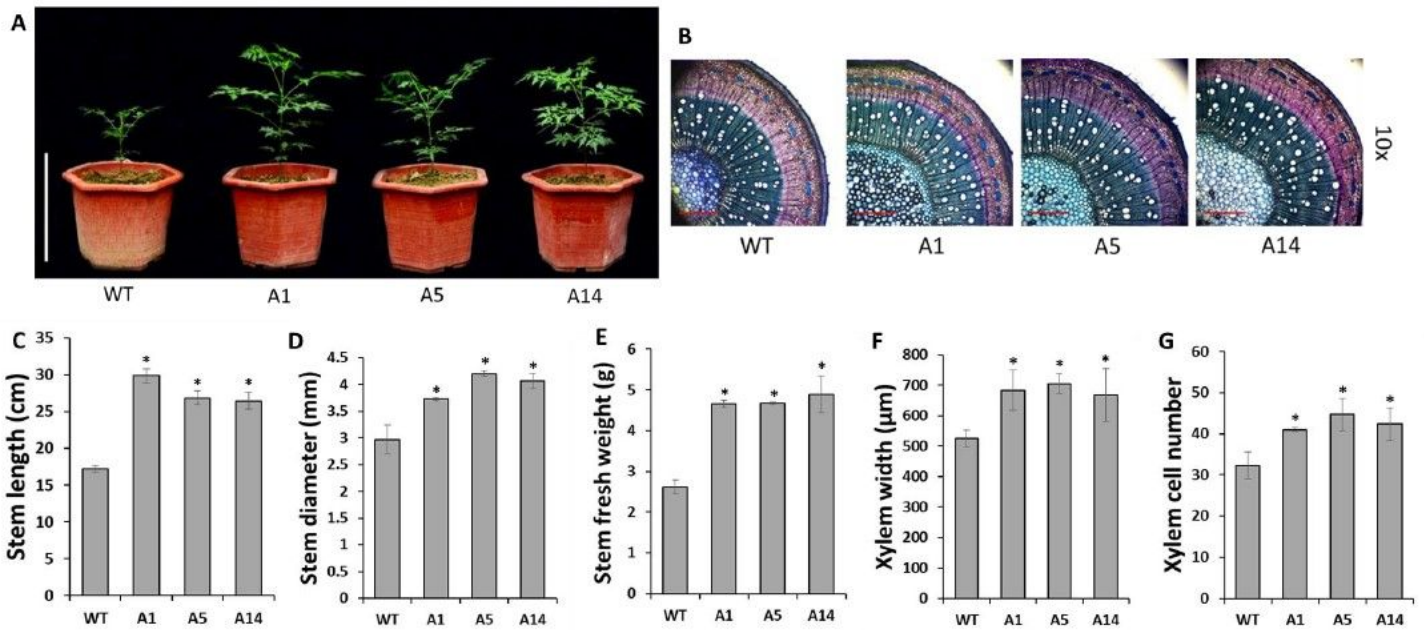 A
WT
A1
A5
A14
B
WT
A1
A5
A14
10x
C
Stem length (cm)
35
30
25
20
15
10
5
0
*
*
*
WT
A1
A5
A14
D
Stem diameter (mm)
4.5
4
3.5
3
2.5
2
1.5
1
0.5
0
*
*
*
WT
A1
A5
A14
E
Stem fresh weight (g)
6
5
4
3
2
1
0
*
*
*
WT
A1
A5
A14
F
Xylem width (µm)
800
700
600
500
400
300
200
100
0
*
*
*
WT
A1
A5
A14
G
Xylem cell number
60
50
40
30
20
10
0
*
*
*
WT
A1
A5
A14